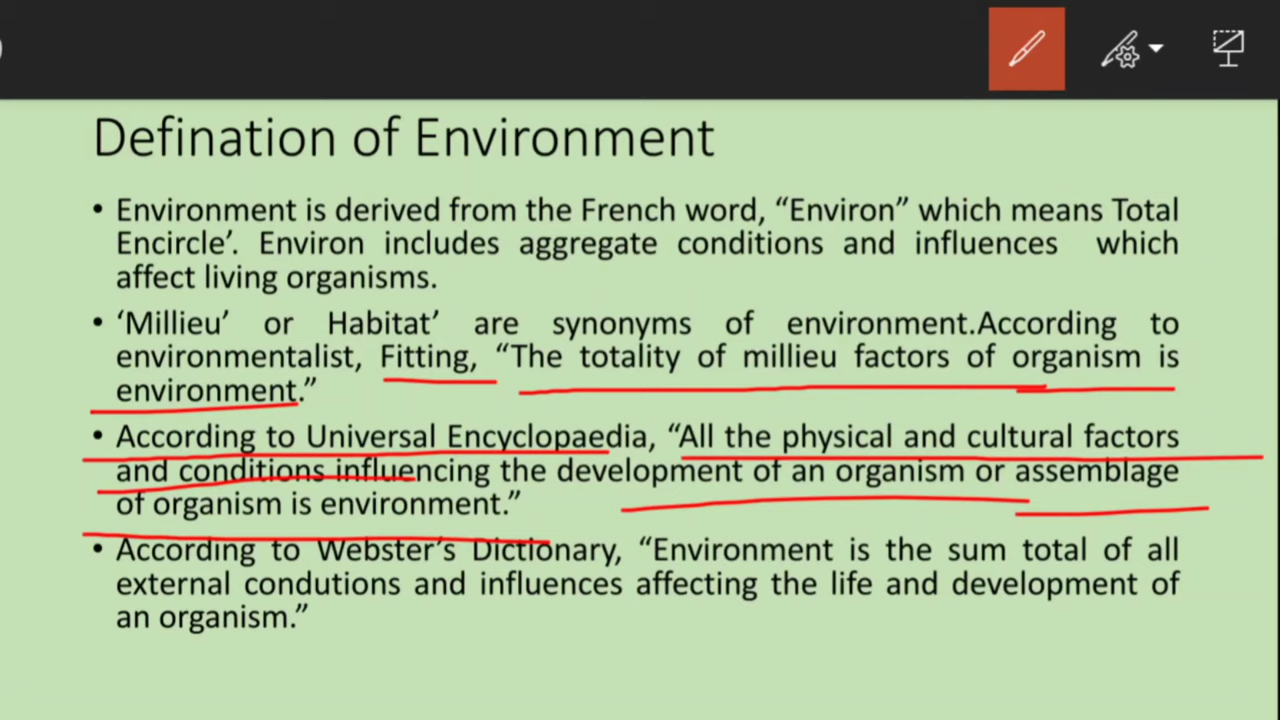 Defination of Environment
• Environment is derived from the French word, “Environ” which means Total
Encircle’. Environ includes aggregate conditions and influences which
affect living organisms.
• ‘Millieu’ or Habitat’ are synonyms of environment.According to
environmentalist, Fitting, “The totality of millieu factors of organism is
environment.”
• According to Universal Encyclopaedia, “All the physical and cultural factors
and conditions influencing the development of an organism or assemblage
of organism is environment.”
• According to Webster’s Dictionary, “Environment is the sum total of all
external condutions and influences affecting the life and development of
an organism.”